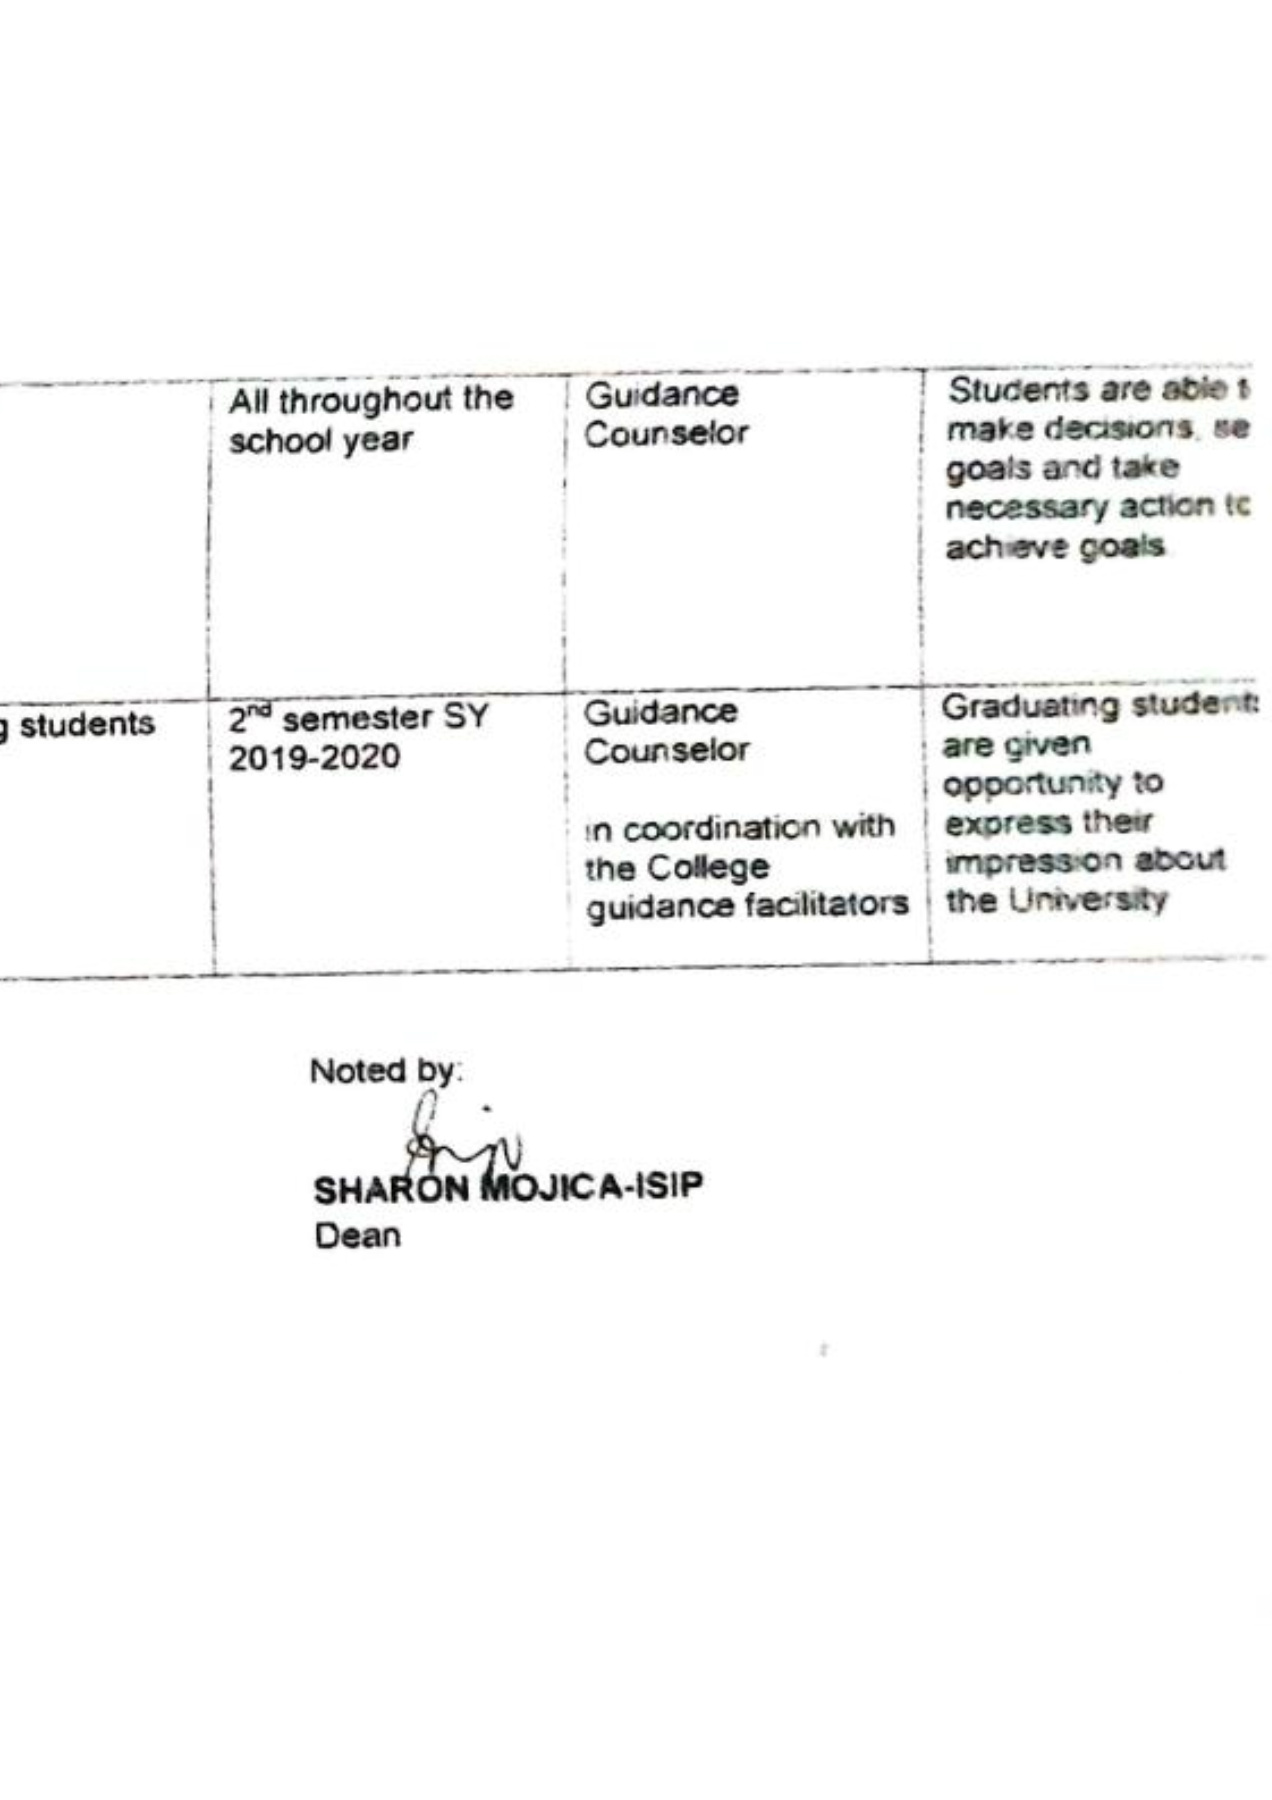 All throughout the
school year
Guidance
Counselor
Students are able t
make decisions, se
goals and take
necessary action to
achieve goals
g students
2nd semester SY
2019-2020
Guidance
Counselor
in coordination with
the College
guidance facilitators
Graduating students
are given
opportunity to
express their
impression about
the University
Noted by:
SHARON MOJICA-ISIP
Dean